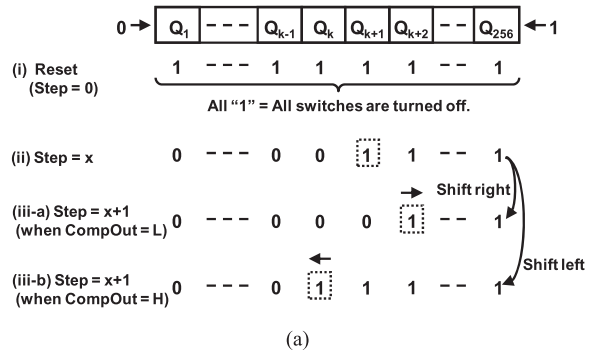 0 → Q1 --- Qk-1 Qk Qk+1 Qk+2 -- Q256 ← 1
(i) Reset 1 --- 1 1 1 1 -- 1
(Step = 0)
All “1” = All switches are turned off.
(ii) Step = x 0 --- 0 0 1 1 -- 1
→ Shift right
(iii-a) Step = x+1 0 --- 0 0 0 1 -- 1
(when CompOut = L)
←
Shift left
(iii-b) Step = x+1 0 --- 0 1 1 1 -- 1
(when CompOut = H)
(a)